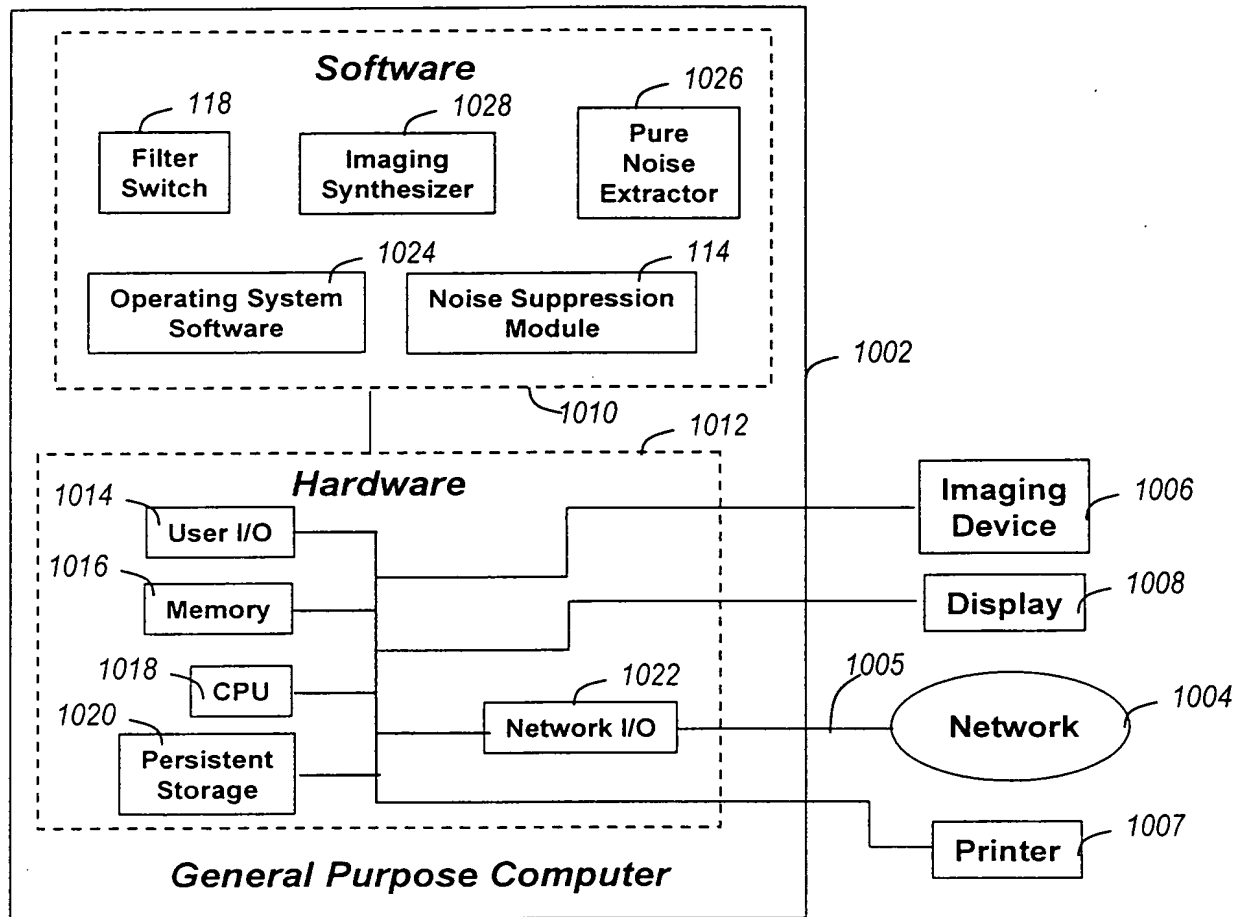 Software
118
1028
1026
Filter
Switch
Imaging
Synthesizer
Pure
Noise
Extractor
1024
114
Operating System
Software
Noise Suppression
Module
1002
1010
1012
Hardware
1014
User I/O
1016
Memory
1018
CPU
1020
Persistent
Storage
1022
Network I/O
Imaging
Device
1006
Display
1008
1005
Network
1004
Printer
1007
General Purpose Computer